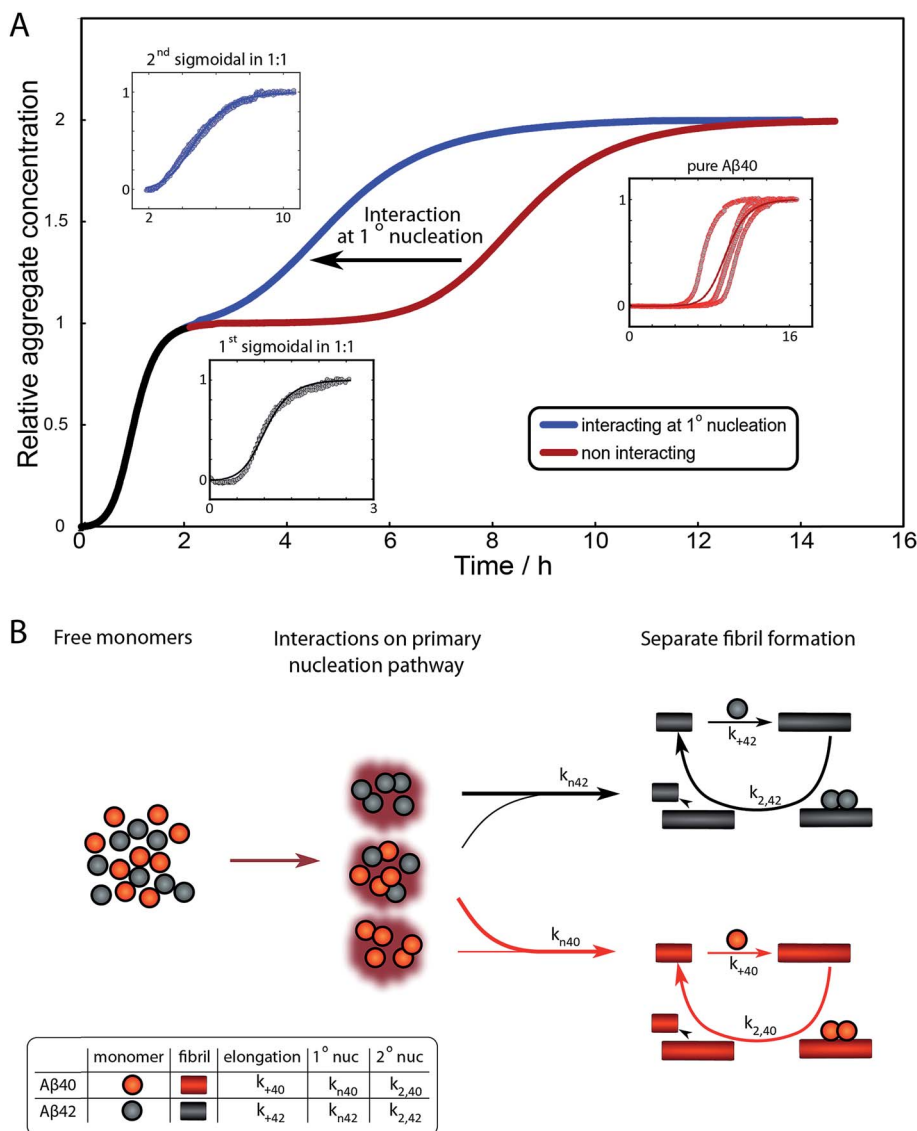 A
Relative aggregate concentration
2
1.5
1
0.5
0
0
2
4
6
8
10
12
14
16
Time / h
2nd sigmoidal in 1:1
1
0
2
10
Interaction
at 1° nucleation
pure Aβ40
1
0
0
16
1st sigmoidal in 1:1
1
0
0
3
interacting at 1° nucleation
non interacting
B
Free monomers
Interactions on primary
nucleation pathway
Separate fibril formation
kn42
k+42
k2,42
kn40
k+40
k2,40
monomer fibril elongation 1° nuc 2° nuc
Aβ40 k+40 kn40 k2,40
Aβ42 k+42 kn42 k2,42